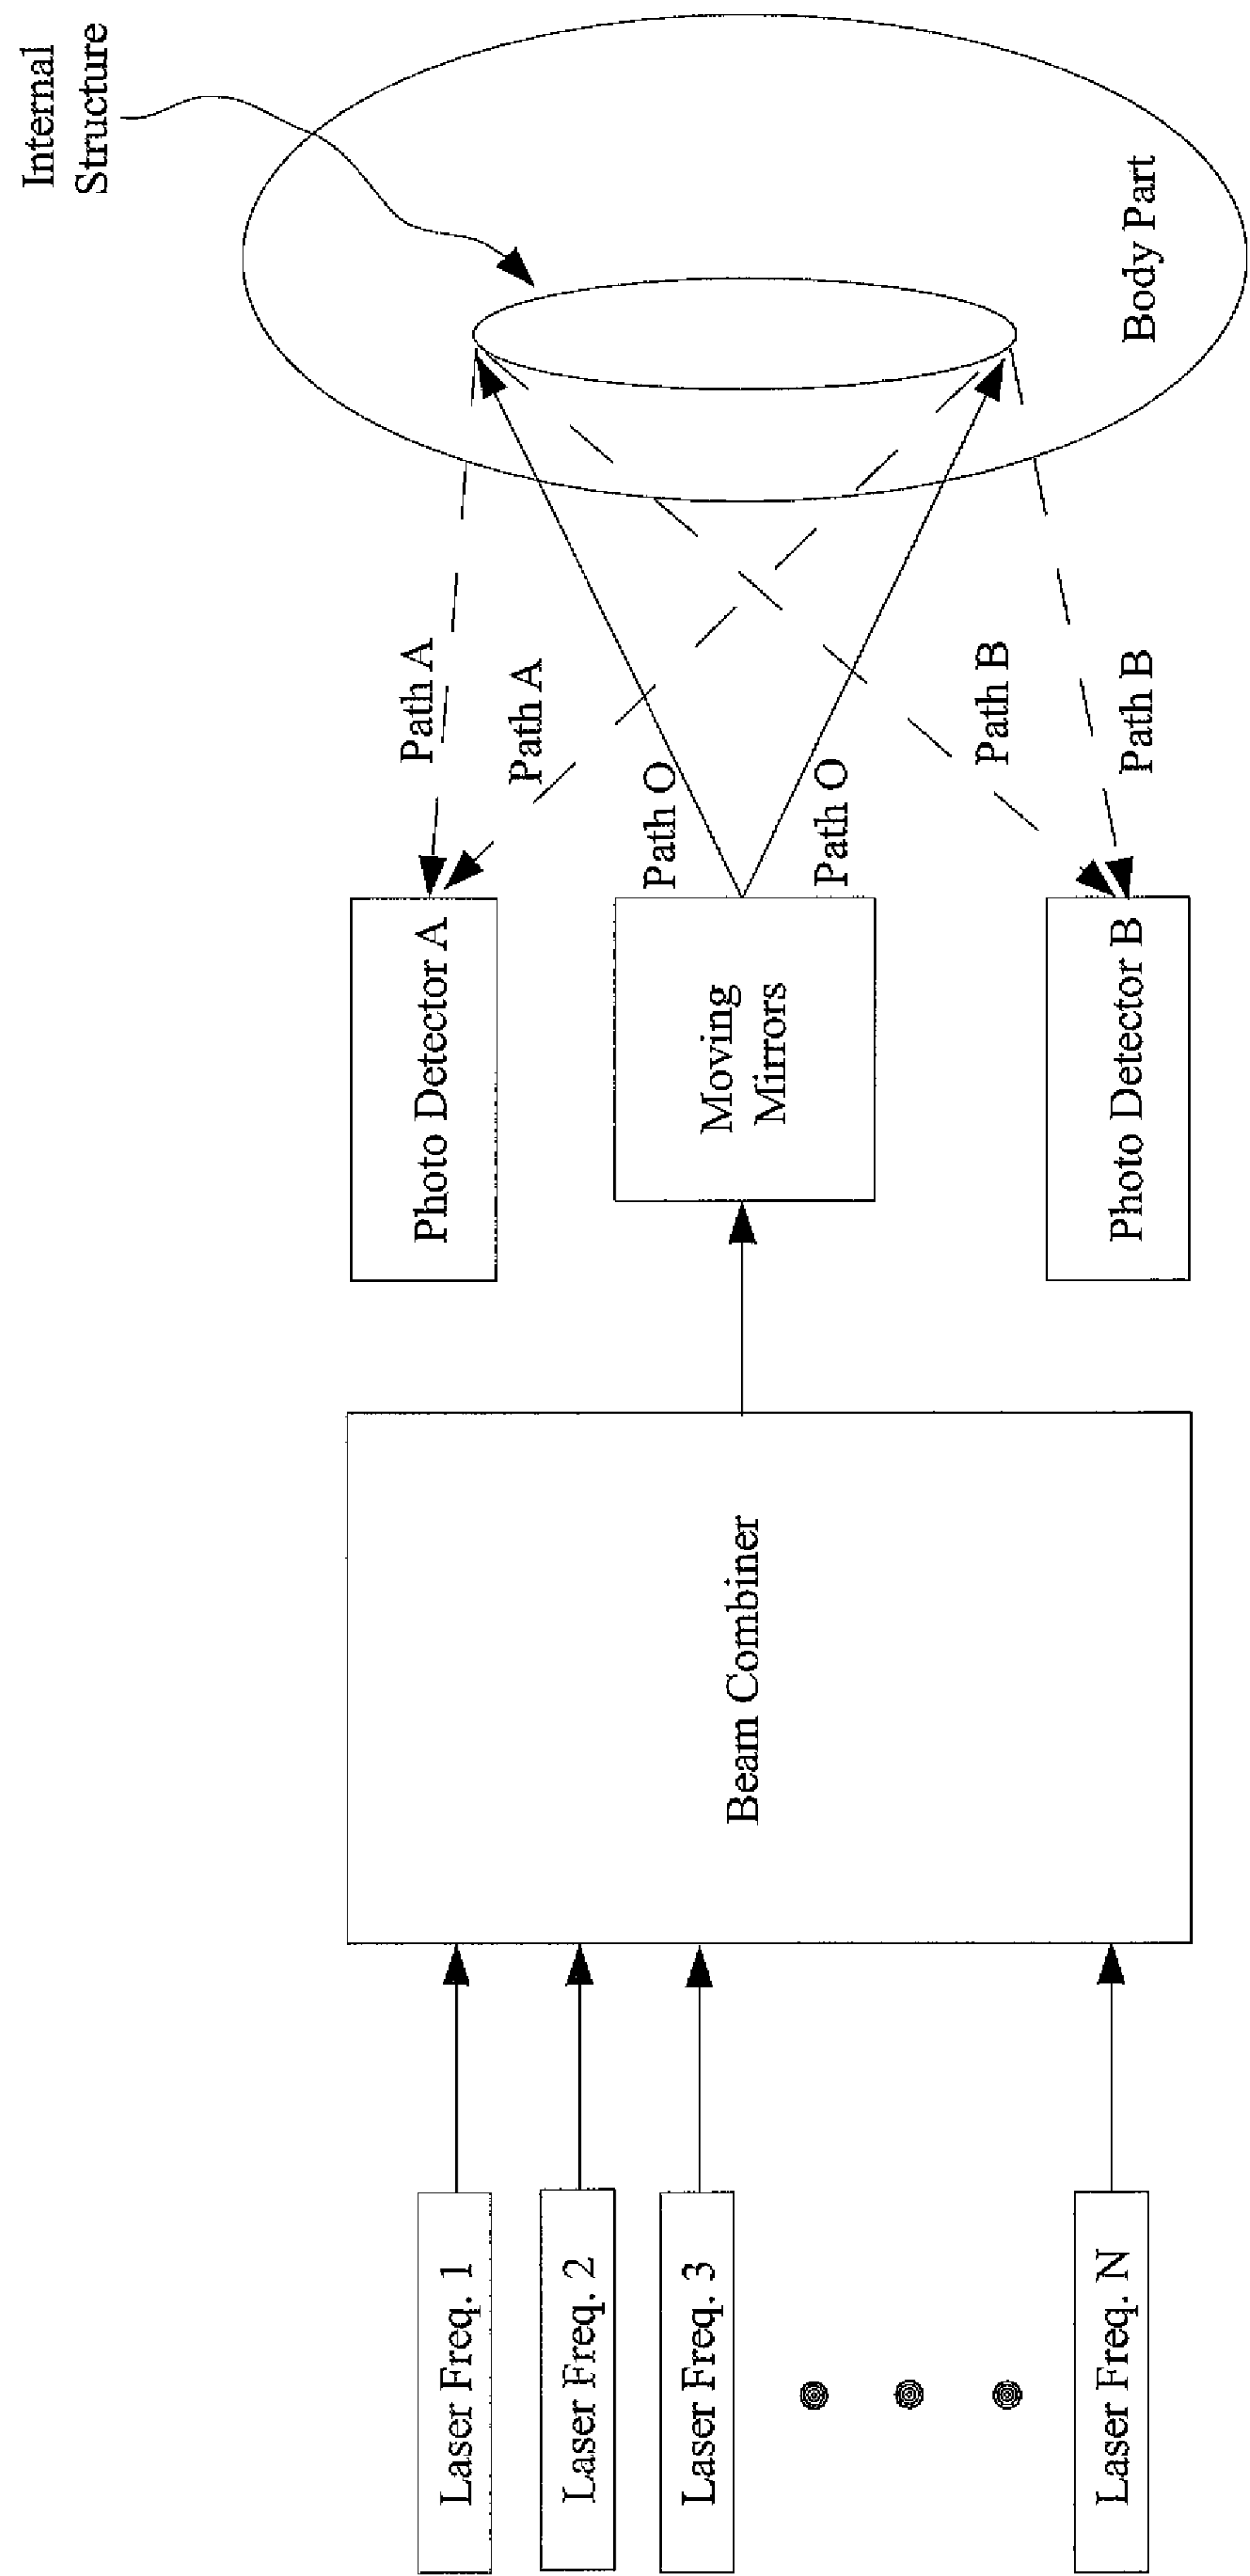 Laser Freq. 1
Laser Freq. 2
Laser Freq. 3
Laser Freq. N
Beam Combiner
Photo Detector A
Moving
Mirrors
Photo Detector B
Path A
Path A
Path O
Path O
Path B
Path B
Internal
Structure
Body Part